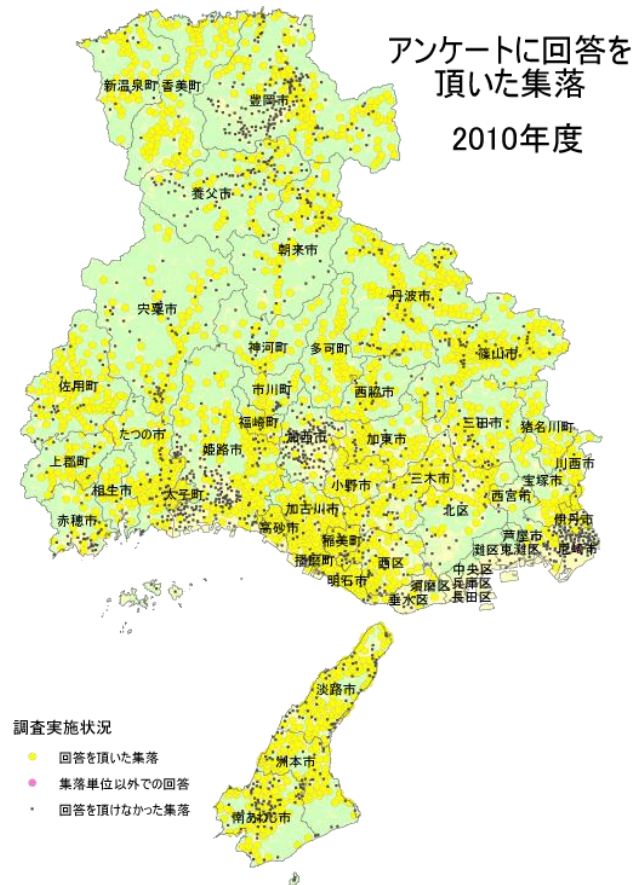 アンケートに回答を
頂いた集落
2010年度
新温泉町
香美町
豊岡市
養父市
朝来市
丹波市
宍粟市
神河町
多可町
篠山市
佐用町
市川町
西脇市
福崎町
加西市
加東市
三田市
猪名川町
たつの市
姫路市
上郡町
相生市
太子町
小野市
三木市
川西市
宝塚市
西宮市
赤穂市
加古川市
北区
伊丹市
高砂市
芦屋市
稲美町
灘区
東灘区
尼崎市
播磨町
西区
中央区
明石市
須磨区
兵庫区
垂水区
長田区
淡路市
洲本市
南あわじ市
調査実施状況
回答を頂いた集落
集落単位以外での回答
回答を頂けなかった集落